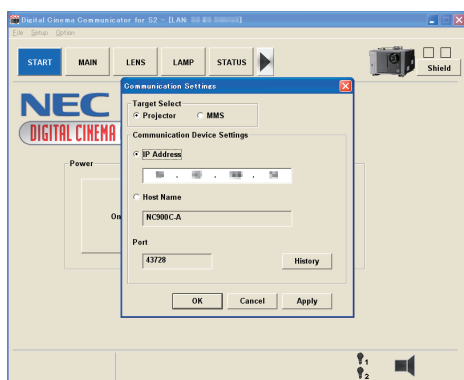 Digital Cinema Communicator for S2 - [LAN:
File Setup Option
START MAIN LENS LAMP STATUS
Shield
NEC
DIGITAL CINEMA
Power
On
Communication Settings
Target Select
Projector MMS
Communication Device Settings
IP Address
. . .
Host Name
NC900C-A
Port
43728
History
OK Cancel Apply
1
2